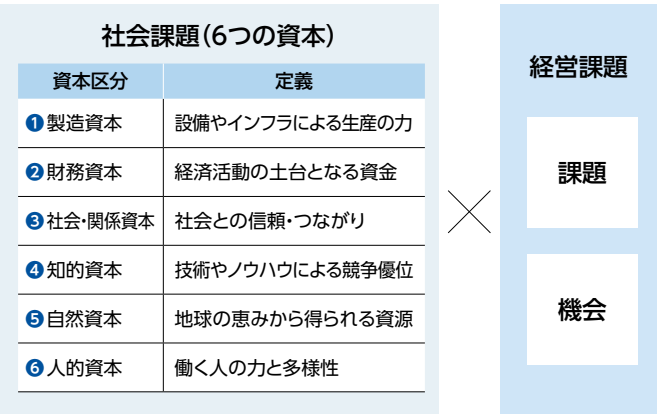 社会課題(6つの資本)
資本区分 定義
❶製造資本 設備やインフラによる生産の力
❷財務資本 経済活動の土台となる資金
❸社会・関係資本 社会との信頼・つながり
❹知的資本 技術やノウハウによる競争優位
❺自然資本 地球の恵みから得られる資源
❻人的資本 働く人の力と多様性
×
経営課題
課題
機会